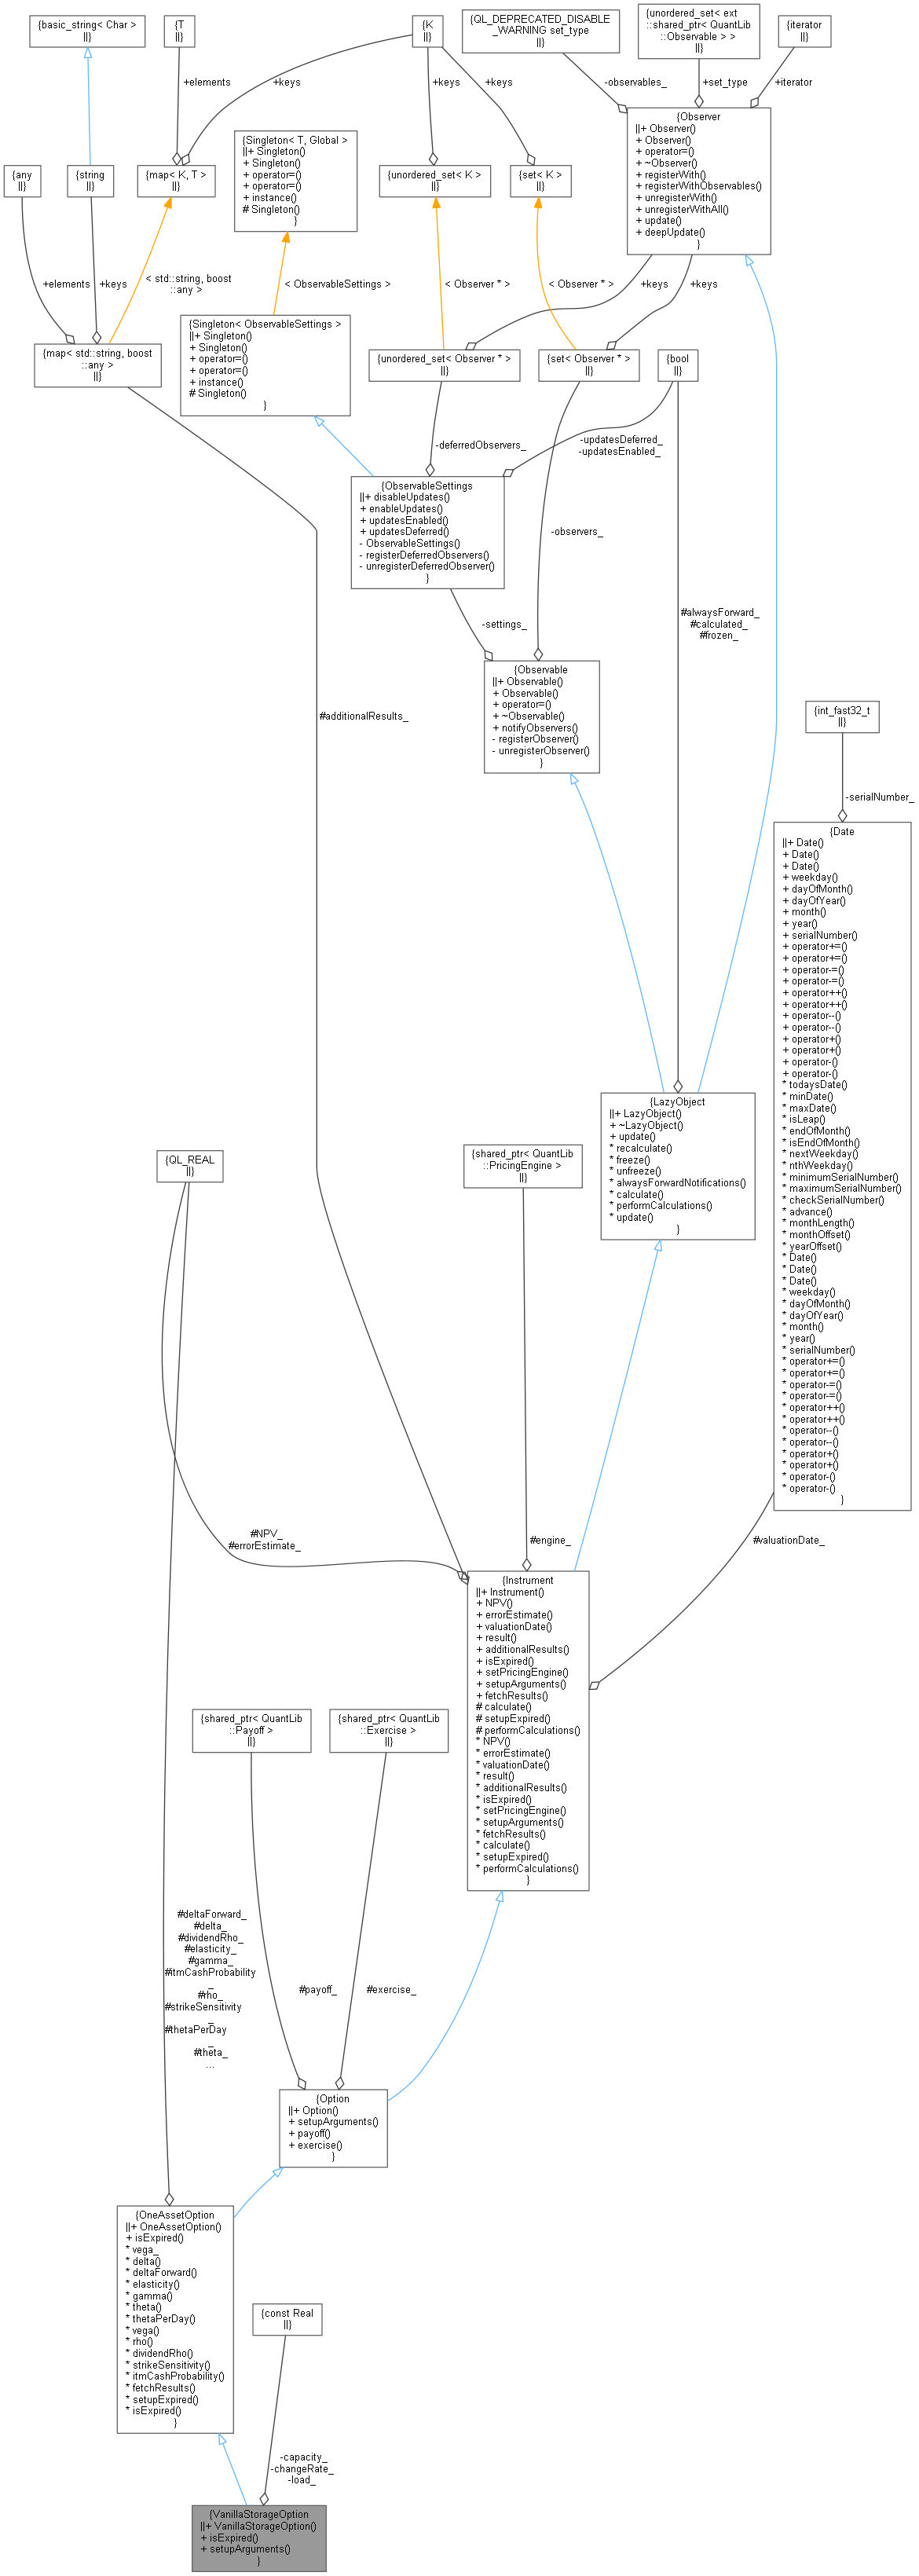 {basic_string< Char >
||}
{T
||}
{K
||}
{QL_DEPRECATED_DISABLE
_WARNING set_type
||}
{unordered_set< ext
::shared_ptr< QuantLib
::Observable > >
||}
{iterator
||}
+elements
+keys
+keys
+keys
-observables_
+set_type
+iterator
{any
||}
{string
||}
{map< K, T >
||}
{Singleton< T, Global >
||+ Singleton()
+ Singleton()
+ operator=()
+ operator=()
+ instance()
# Singleton()
}
{unordered_set< K >
||}
{set< K >
||}
{Observer
||+ Observer()
+ Observer()
+ operator=()
+ ~Observer()
+ registerWith()
+ registerWithObservables()
+ unregisterWith()
+ unregisterWithAll()
+ update()
+ deepUpdate()
}
+elements
+keys
< std::string, boost
::any >
< ObservableSettings >
< Observer * >
< Observer * >
+keys
+keys
{map< std::string, boost
::any >
||}
{Singleton< ObservableSettings >
||+ Singleton()
+ Singleton()
+ operator=()
+ operator=()
+ instance()
# Singleton()
}
{unordered_set< Observer * >
||}
{set< Observer * >
||}
{bool
||}
-deferredObservers_
-updatesDeferred_
-updatesEnabled_
{ObservableSettings
||+ disableUpdates()
+ enableUpdates()
+ updatesEnabled()
+ updatesDeferred()
- ObservableSettings()
- registerDeferredObservers()
- unregisterDeferredObserver()
}
-observers_
-settings_
#alwaysForward_
#calculated_
#frozen_
{Observable
||+ Observable()
+ Observable()
+ operator=()
+ ~Observable()
+ notifyObservers()
- registerObserver()
- unregisterObserver()
}
#additionalResults_
{int_fast32_t
||}
-serialNumber_
{Date
||+ Date()
+ Date()
+ Date()
+ weekday()
+ dayOfMonth()
+ dayOfYear()
+ month()
+ year()
+ serialNumber()
+ operator+=()
+ operator+=()
+ operator-=()
+ operator-=()
+ operator++()
+ operator++()
+ operator--()
+ operator--()
+ operator+()
+ operator+()
+ operator-()
+ operator-()
* todaysDate()
* minDate()
* maxDate()
* isLeap()
* endOfMonth()
* isEndOfMonth()
* nextWeekday()
* nthWeekday()
* minimumSerialNumber()
* maximumSerialNumber()
* checkSerialNumber()
* advance()
* monthLength()
* monthOffset()
* yearOffset()
* Date()
* Date()
* Date()
* weekday()
* dayOfMonth()
* dayOfYear()
* month()
* year()
* serialNumber()
* operator+=()
* operator+=()
* operator-=()
* operator-=()
* operator++()
* operator++()
* operator--()
* operator--()
* operator+()
* operator+()
* operator-()
* operator-()
}
{LazyObject
||+ LazyObject()
+ ~LazyObject()
+ update()
* recalculate()
* freeze()
* unfreeze()
* alwaysForwardNotifications()
* calculate()
* performCalculations()
* update()
}
{QL_REAL
||}
{shared_ptr< QuantLib
::PricingEngine >
||}
#NPV_
#errorEstimate_
#engine_
#valuationDate_
{Instrument
||+ Instrument()
+ NPV()
+ errorEstimate()
+ valuationDate()
+ result()
+ additionalResults()
+ isExpired()
+ setPricingEngine()
+ setupArguments()
+ fetchResults()
# calculate()
# setupExpired()
# performCalculations()
* NPV()
* errorEstimate()
* valuationDate()
* result()
* additionalResults()
* isExpired()
* setPricingEngine()
* setupArguments()
* fetchResults()
* calculate()
* setupExpired()
* performCalculations()
}
{shared_ptr< QuantLib
::Payoff >
||}
{shared_ptr< QuantLib
::Exercise >
||}
#deltaForward_
#delta_
#dividendRho_
#elasticity_
#gamma_
#itmCashProbability
_
#rho_
#strikeSensitivity
_
#thetaPerDay
_
#theta_
...
#payoff_
#exercise_
{Option
||+ Option()
+ setupArguments()
+ payoff()
+ exercise()
}
{OneAssetOption
||+ OneAssetOption()
+ isExpired()
* vega_
* delta()
* deltaForward()
* elasticity()
* gamma()
* theta()
* thetaPerDay()
* vega()
* rho()
* dividendRho()
* strikeSensitivity()
* itmCashProbability()
* fetchResults()
* setupExpired()
* isExpired()
}
{const Real
||}
-capacity_
-changeRate_
-load_
{VanillaStorageOption
||+ VanillaStorageOption()
+ isExpired()
+ setupArguments()
}